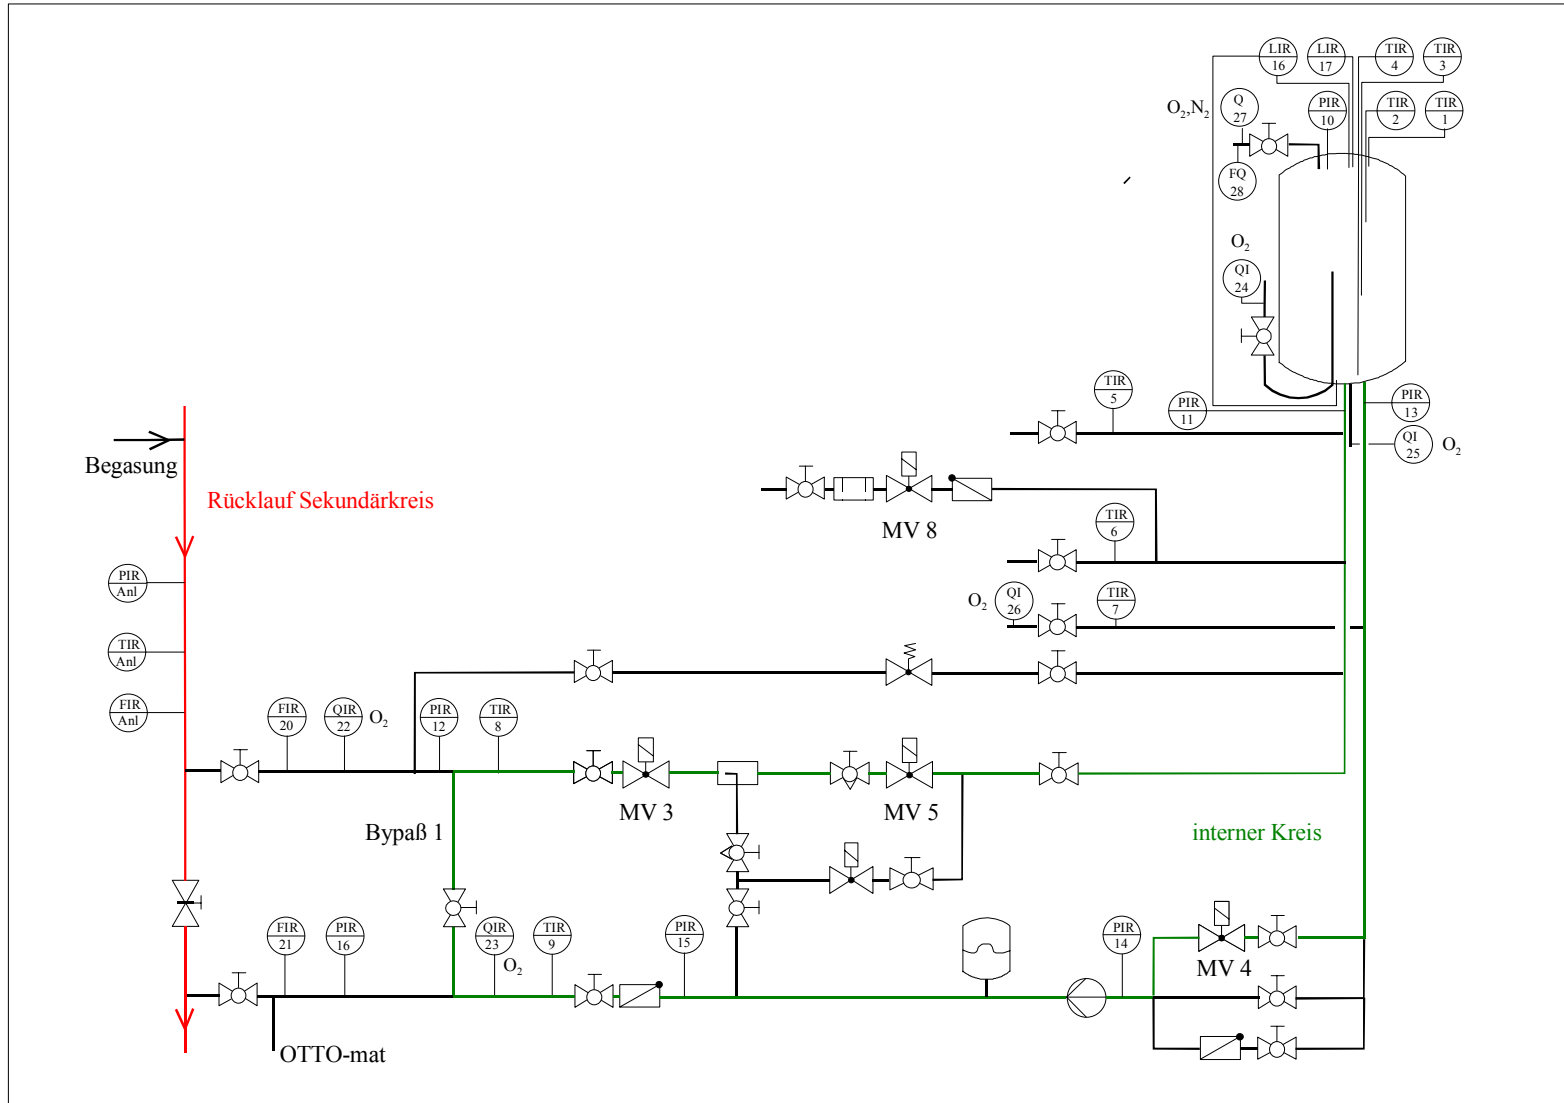 LIR
16
LIR
17
TIR
4
TIR
3
O₂,N₂
Q
27
PIR
10
TIR
2
TIR
1
FQ
28
O₂
QI
24
TIR
5
PIR
11
PIR
13
QI
25
O₂
Begasung
Rücklauf Sekundärkreis
MV 8
TIR
6
PIR
Anl
O₂
QI
26
TIR
7
TIR
Anl
FIR
Anl
FIR
20
QIR
22
O₂
PIR
12
TIR
8
MV 3
MV 5
Bypaß 1
interner Kreis
FIR
21
PIR
16
QIR
23
O₂
TIR
9
PIR
15
PIR
14
MV 4
OTTO-mat